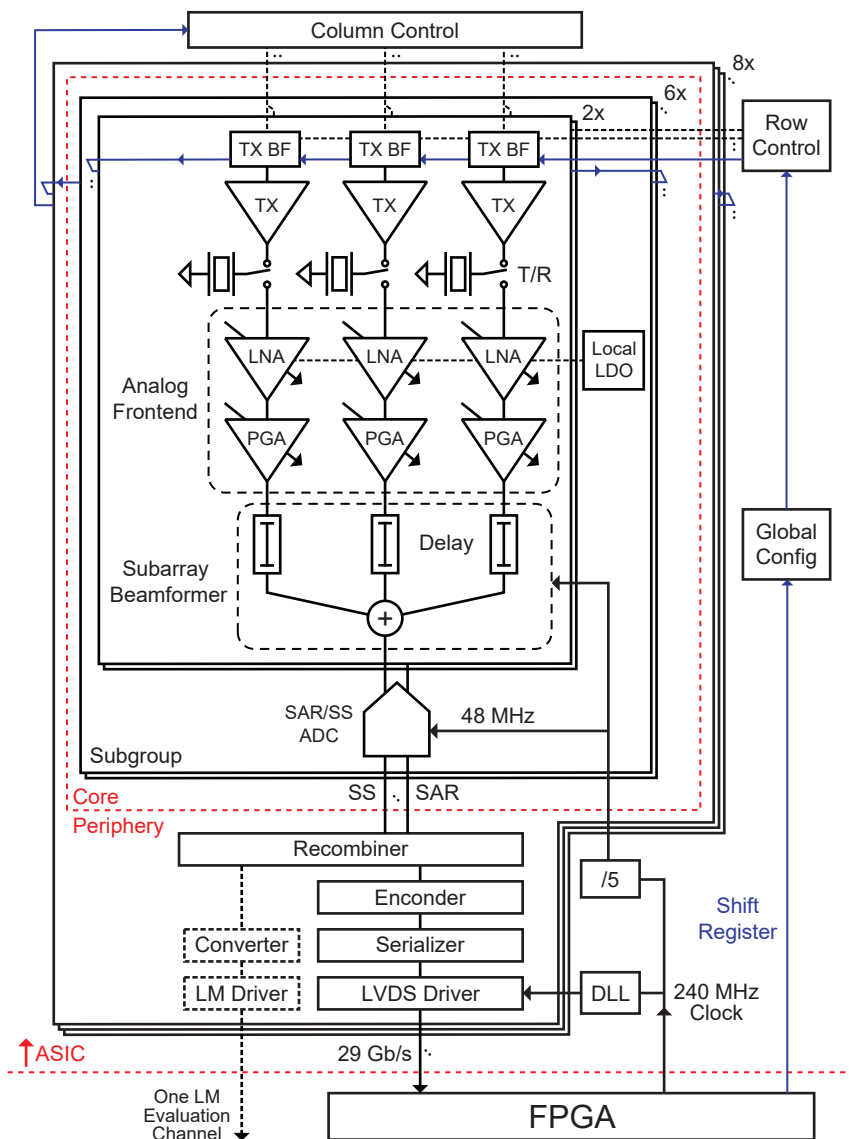 Column Control
8x
6x
2x
Row
Control
TX BF
TX BF
TX BF
TX
TX
TX
T/R
LNA
LNA
LNA
Local
LDO
Analog
Frontend
PGA
PGA
PGA
Delay
Subarray
Beamformer
+
Global
Config
SAR/SS
ADC
48 MHz
Subgroup
SS
SAR
Core
Periphery
Recombiner
/5
Enconder
Shift
Register
Converter
Serializer
LM Driver
LVDS Driver
DLL
240 MHz
Clock
ASIC
29 Gb/s
One LM
Evaluation
Channel
FPGA